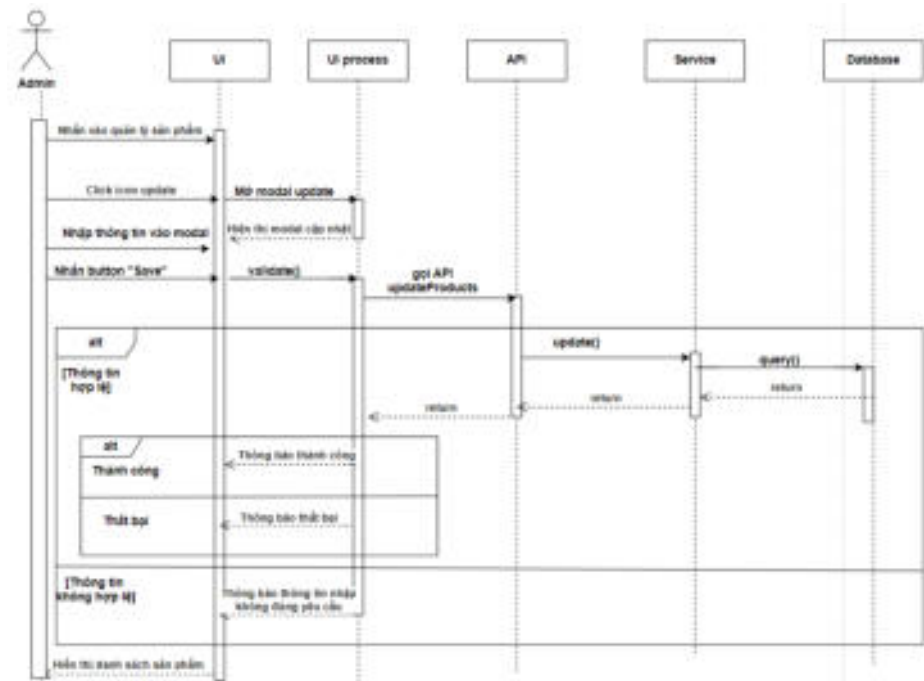 Admin
UI
UI process
API
Service
Database
Nhấn vào quản lý sản phẩm
Click icon update
Mở modal update
Hiển thị modal cập nhật
Nhập thông tin vào modal
Nhấn button "Save"
validate()
gọi API
updateProducts
alt
[Thông tin
hợp lệ]
update()
query()
return
return
return
alt
Thành công
Thông báo thành công
Thất bại
Thông báo thất bại
[Thông tin
không hợp lệ]
Thông báo thông tin nhập
không đúng yêu cầu
Hiển thị danh sách sản phẩm